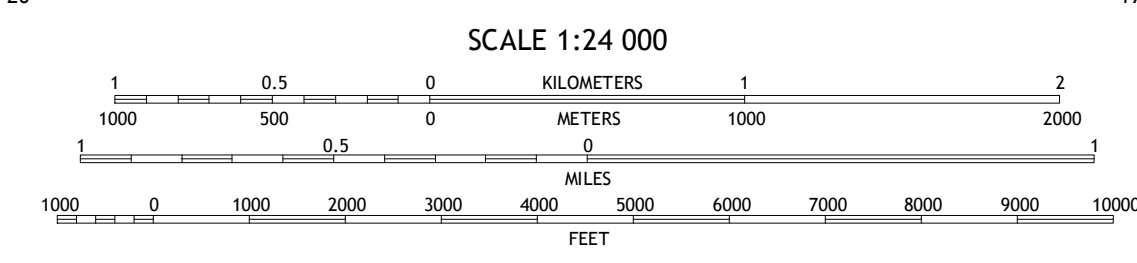 SCALE 1:24 000
1 0.5 0 KILOMETERS 1 2
1000 500 0 METERS 1000 2000
1 0.5 0 1
MILES
1000 0 1000 2000 3000 4000 5000 6000 7000 8000 9000 10000
FEET